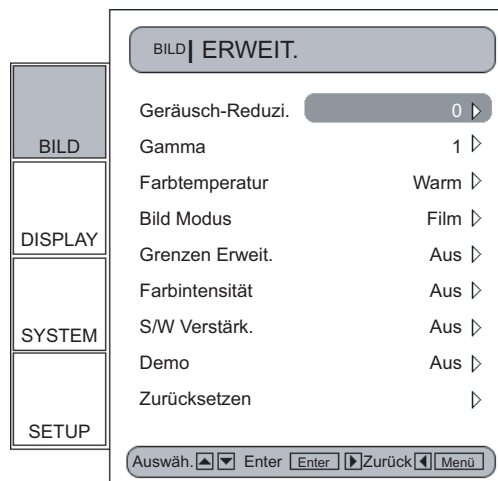 BILD| ERWEIT.
BILD
DISPLAY
SYSTEM
SETUP
Geräusch-Reduzi. 0
Gamma 1
Farbtemperatur Warm
Bild Modus Film
Grenzen Erweit. Aus
Farbintensität Aus
S/W Verstärk. Aus
Demo Aus
Zurücksetzen
Auswäh. Enter Enter Zurück Menü